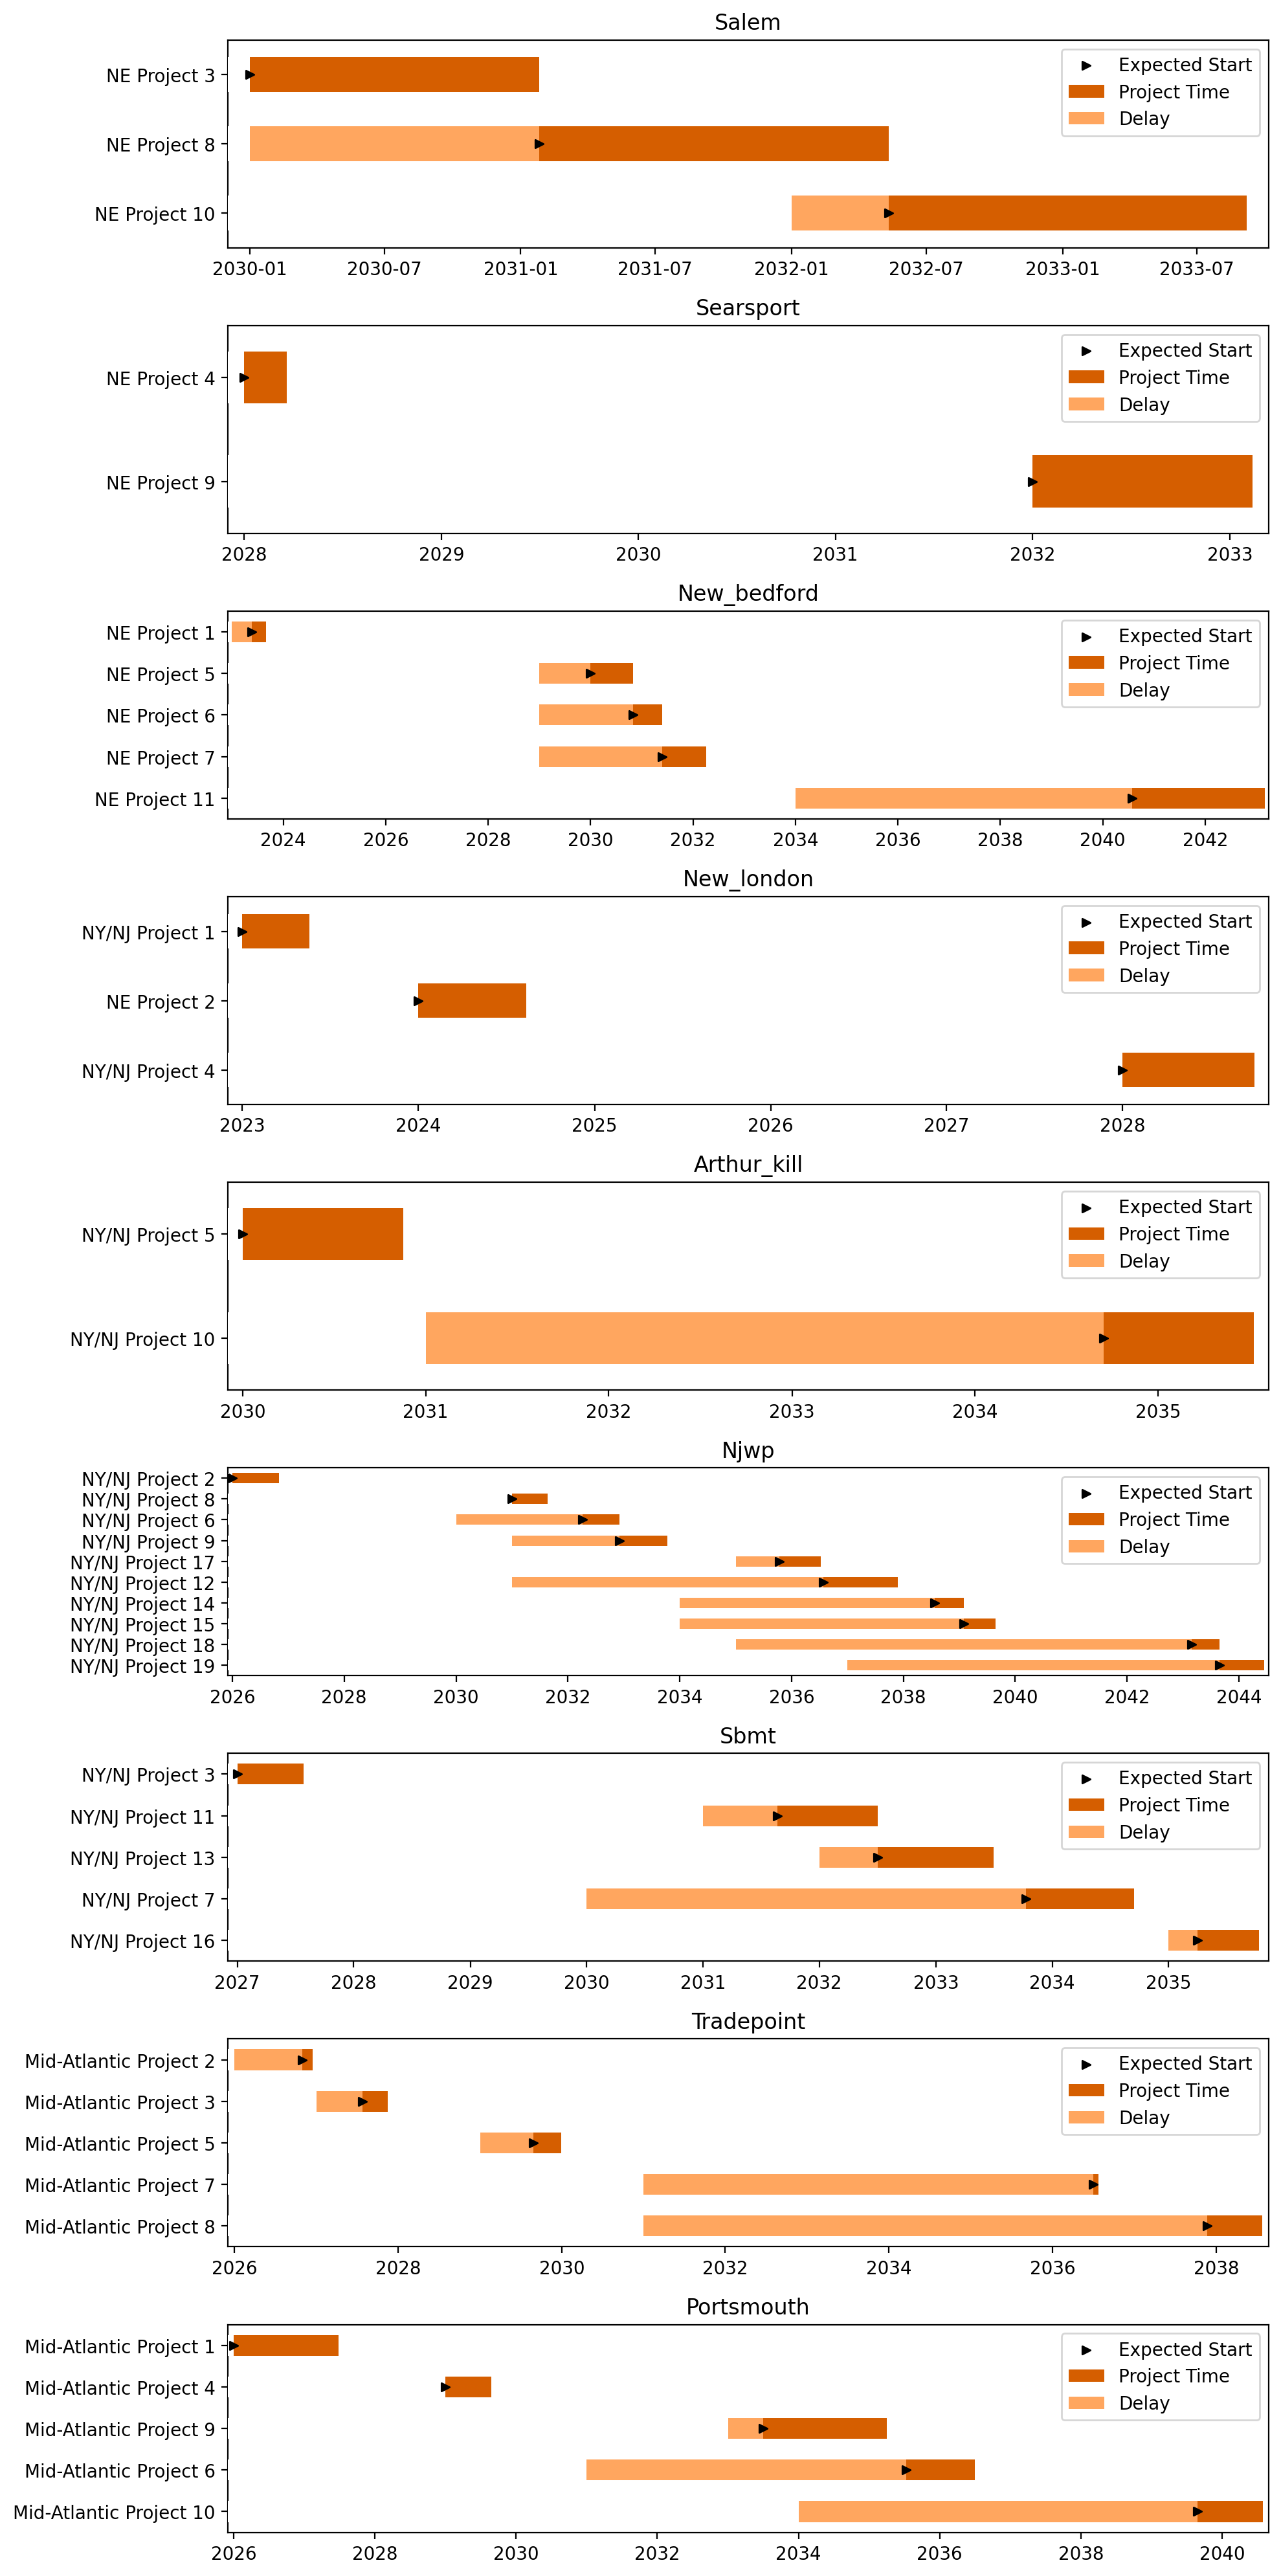 Salem
NE Project 3
NE Project 8
NE Project 10
Expected Start
Project Time
Delay
2030-01 2030-07 2031-01 2031-07 2032-01 2032-07 2033-01 2033-07
Searsport
NE Project 4
NE Project 9
Expected Start
Project Time
Delay
2028 2029 2030 2031 2032 2033
New_bedford
NE Project 1
NE Project 5
NE Project 6
NE Project 7
NE Project 11
Expected Start
Project Time
Delay
2024 2026 2028 2030 2032 2034 2036 2038 2040 2042
New_london
NY/NJ Project 1
NE Project 2
NY/NJ Project 4
Expected Start
Project Time
Delay
2023 2024 2025 2026 2027 2028
Arthur_kill
NY/NJ Project 5
NY/NJ Project 10
Expected Start
Project Time
Delay
2030 2031 2032 2033 2034 2035
Njwp
NY/NJ Project 2
NY/NJ Project 8
NY/NJ Project 6
NY/NJ Project 9
NY/NJ Project 17
NY/NJ Project 12
NY/NJ Project 14
NY/NJ Project 15
NY/NJ Project 18
NY/NJ Project 19
Expected Start
Project Time
Delay
2026 2028 2030 2032 2034 2036 2038 2040 2042 2044
Sbmt
NY/NJ Project 3
NY/NJ Project 11
NY/NJ Project 13
NY/NJ Project 7
NY/NJ Project 16
Expected Start
Project Time
Delay
2027 2028 2029 2030 2031 2032 2033 2034 2035
Tradepoint
Mid-Atlantic Project 2
Mid-Atlantic Project 3
Mid-Atlantic Project 5
Mid-Atlantic Project 7
Mid-Atlantic Project 8
Expected Start
Project Time
Delay
2026 2028 2030 2032 2034 2036 2038
Portsmouth
Mid-Atlantic Project 1
Mid-Atlantic Project 4
Mid-Atlantic Project 9
Mid-Atlantic Project 6
Mid-Atlantic Project 10
Expected Start
Project Time
Delay
2026 2028 2030 2032 2034 2036 2038 2040